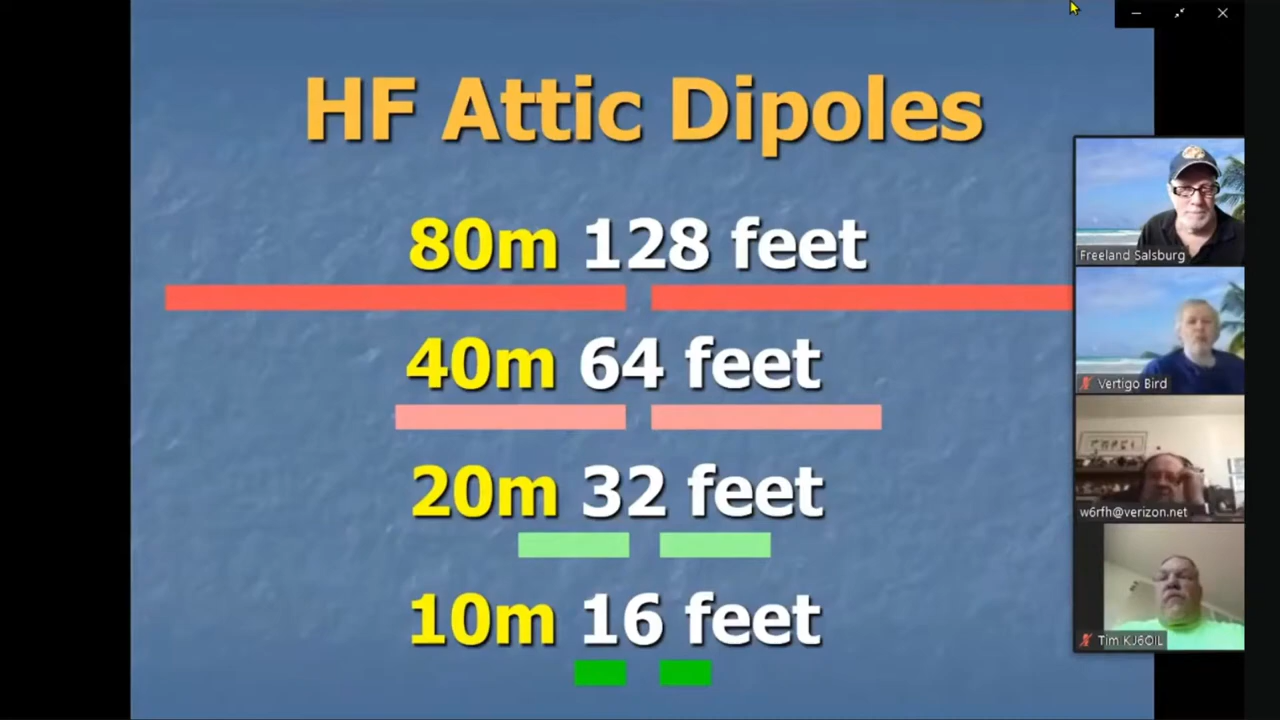 HF Attic Dipoles
80m 128 feet
40m 64 feet
20m 32 feet
10m 16 feet
Freeland Salsburg
Vertigo Bird
w6rfh@verizon.net
Tim KJ6OIL